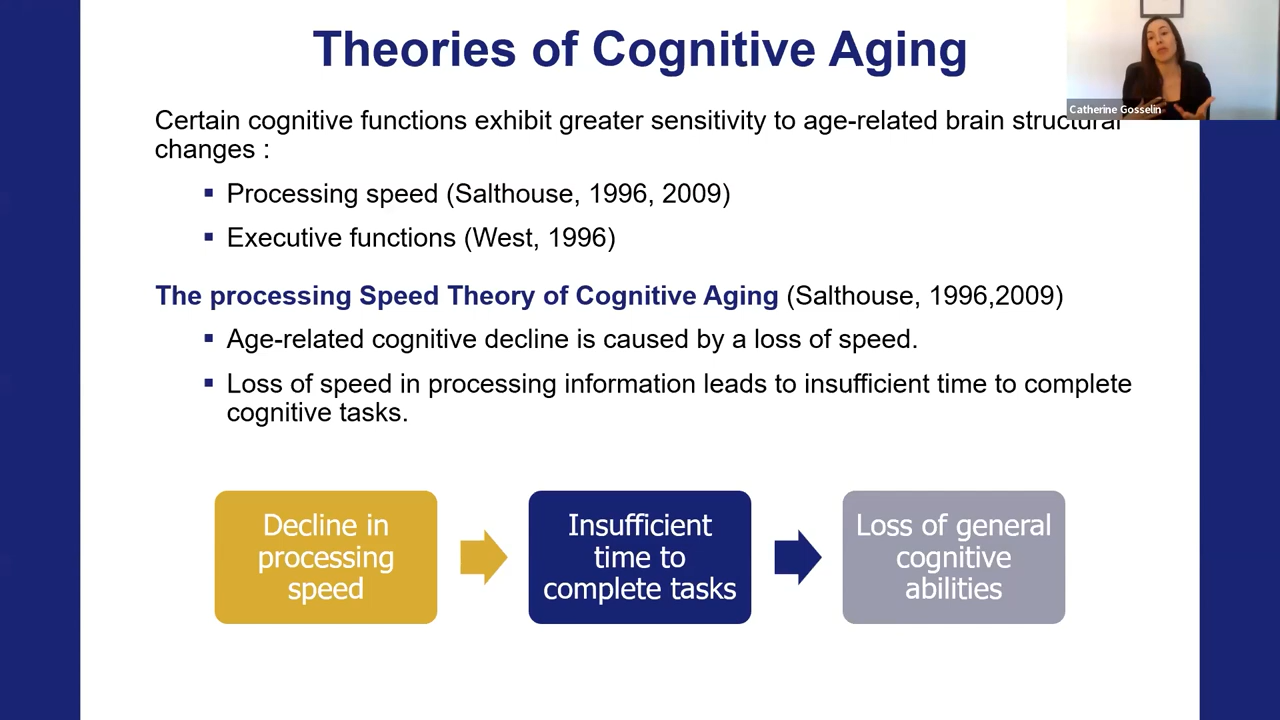 Theories of Cognitive Aging
Catherine Gosselin
Certain cognitive functions exhibit greater sensitivity to age-related brain structural
changes :
▪ Processing speed (Salthouse, 1996, 2009)
▪ Executive functions (West, 1996)
The processing Speed Theory of Cognitive Aging (Salthouse, 1996,2009)
▪ Age-related cognitive decline is caused by a loss of speed.
▪ Loss of speed in processing information leads to insufficient time to complete
cognitive tasks.
Decline in
processing
speed
Insufficient
time to
complete tasks
Loss of general
cognitive
abilities